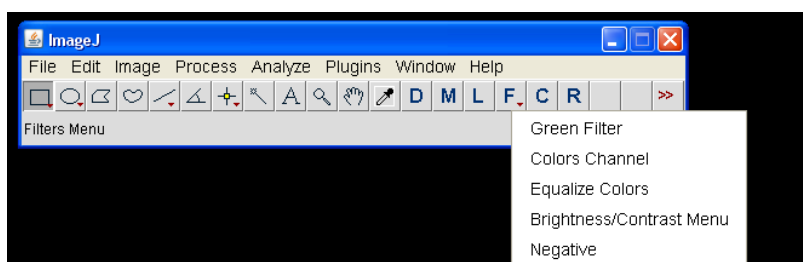 ImageJ
File Edit Image Process Analyze Plugins Window Help
A D M L F C R >>
Filters Menu
Green Filter
Colors Channel
Equalize Colors
Brightness/Contrast Menu
Negative